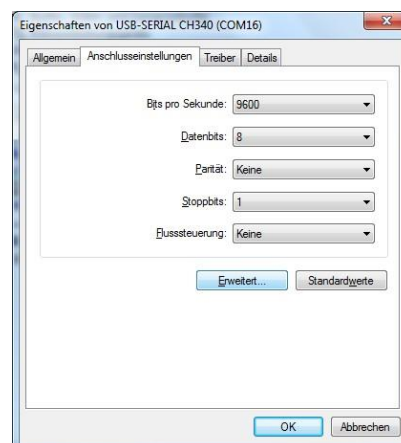 Eigenschaften von USB-SERIAL CH340 (COM16)
Allgemein Anschlusseinstellungen Treiber Details
Bits pro Sekunde: 9600
Datenbits: 8
Parität: Keine
Stoppbits: 1
Flusssteuerung: Keine
Erweitert... Standardwerte
OK Abbrechen